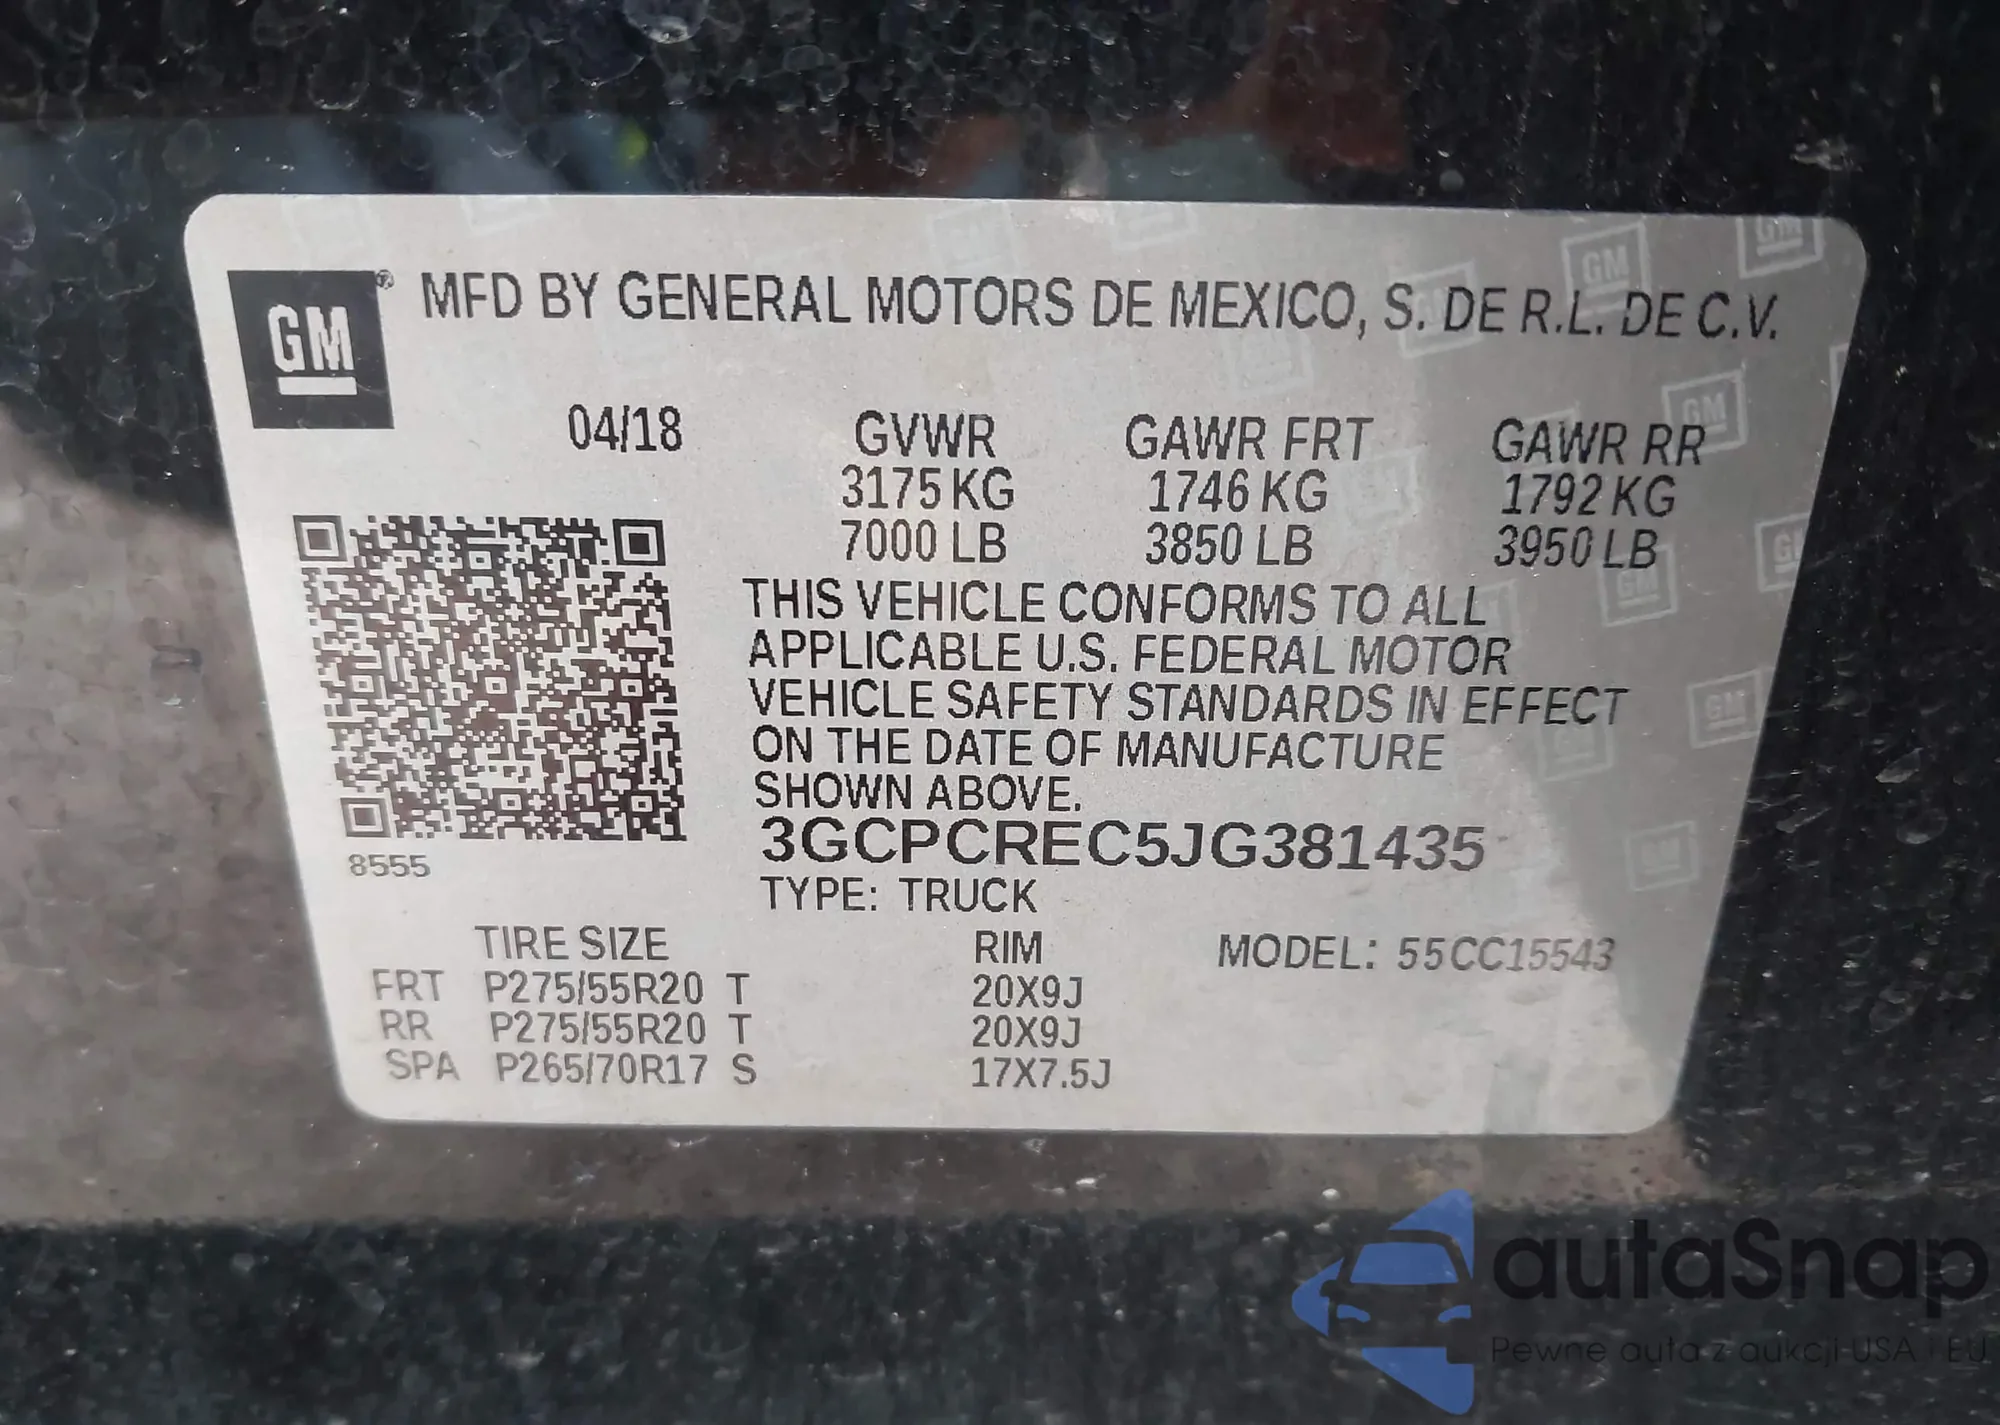 GM® MFD BY GENERAL MOTORS DE MEXICO, S. DE R.L. DE C.V.
04/18 GVWR GAWR FRT GAWR RR
3175 KG 1746 KG 1792 KG
7000 LB 3850 LB 3950 LB
THIS VEHICLE CONFORMS TO ALL
APPLICABLE U.S. FEDERAL MOTOR
VEHICLE SAFETY STANDARDS IN EFFECT
ON THE DATE OF MANUFACTURE
SHOWN ABOVE.
3GCPCREC5JG381435
8555
TYPE: TRUCK
TIRE SIZE RIM MODEL: 55CC15543
FRT P275/55R20 T 20X9J
RR P275/55R20 T 20X9J
SPA P265/70R17 S 17X7.5J
autaSnap
Pewne auta z aukcji USA i EU